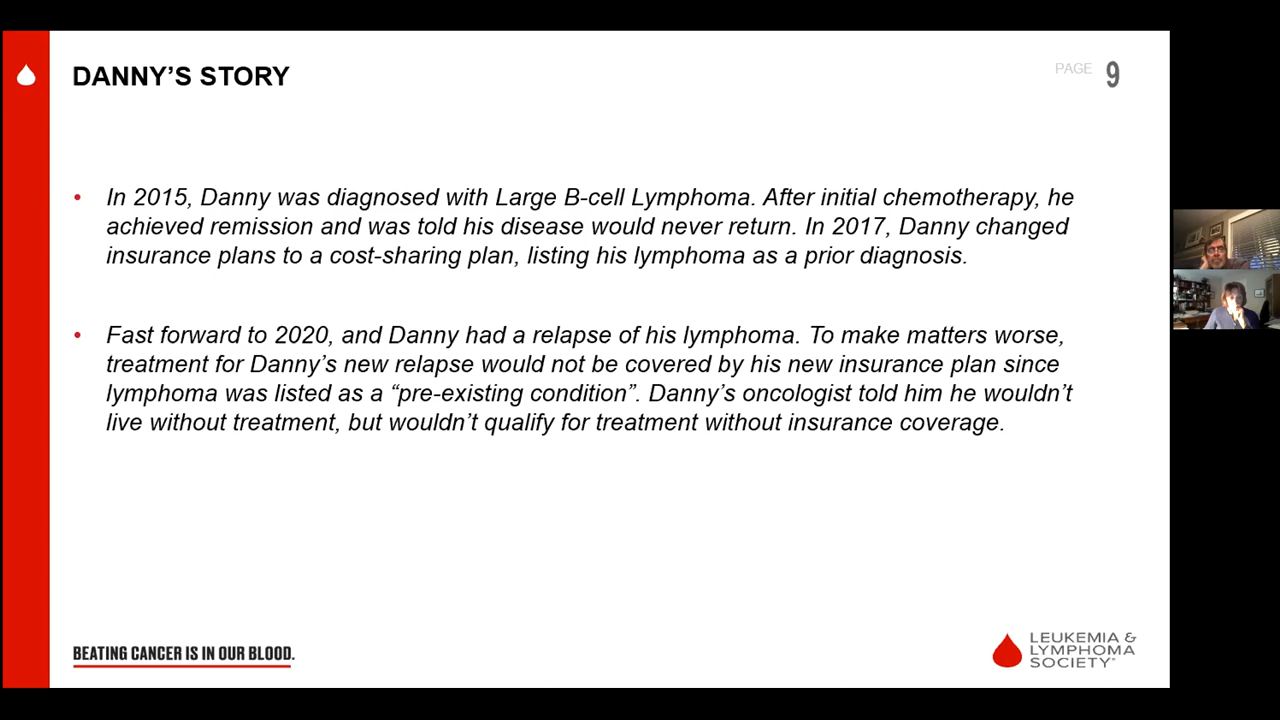 DANNY’S STORY
PAGE 9
• In 2015, Danny was diagnosed with Large B-cell Lymphoma. After initial chemotherapy, he
achieved remission and was told his disease would never return. In 2017, Danny changed
insurance plans to a cost-sharing plan, listing his lymphoma as a prior diagnosis.
• Fast forward to 2020, and Danny had a relapse of his lymphoma. To make matters worse,
treatment for Danny’s new relapse would not be covered by his new insurance plan since
lymphoma was listed as a “pre-existing condition”. Danny’s oncologist told him he wouldn’t
live without treatment, but wouldn’t qualify for treatment without insurance coverage.
BEATING CANCER IS IN OUR BLOOD.
LEUKEMIA &
LYMPHOMA
SOCIETY